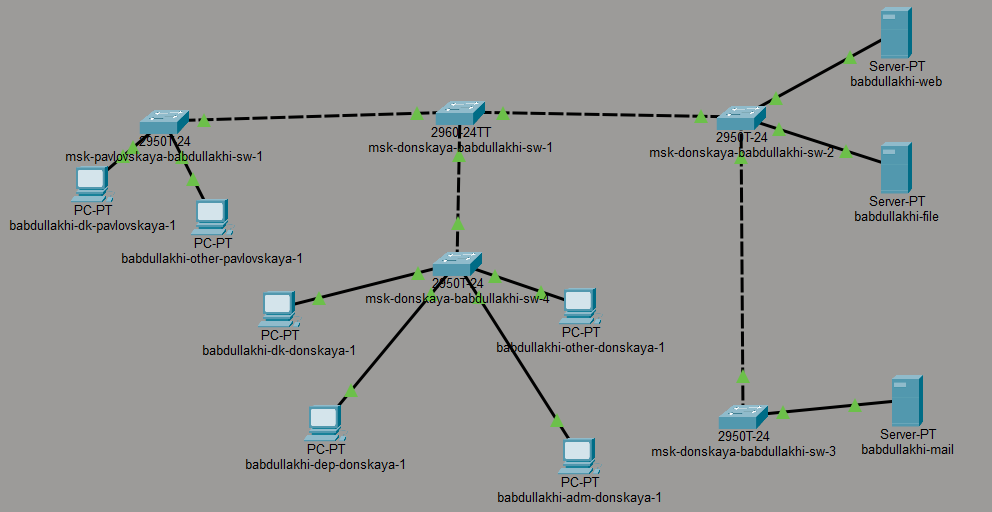 Server-PT
babdullakhi-web
2950T-24
msk-pavlovskaya-babdullakhi-sw-1
2960-24TT
msk-donskaya-babdullakhi-sw-1
2950T-24
msk-donskaya-babdullakhi-sw-2
PC-PT
babdullakhi-dk-pavlovskaya-1
PC-PT
babdullakhi-other-pavlovskaya-1
Server-PT
babdullakhi-file
2950T-24
msk-donskaya-babdullakhi-sw-4
PC-PT
babdullakhi-dk-donskaya-1
PC-PT
babdullakhi-other-donskaya-1
PC-PT
babdullakhi-dep-donskaya-1
PC-PT
babdullakhi-adm-donskaya-1
2950T-24
msk-donskaya-babdullakhi-sw-3
Server-PT
babdullakhi-mail